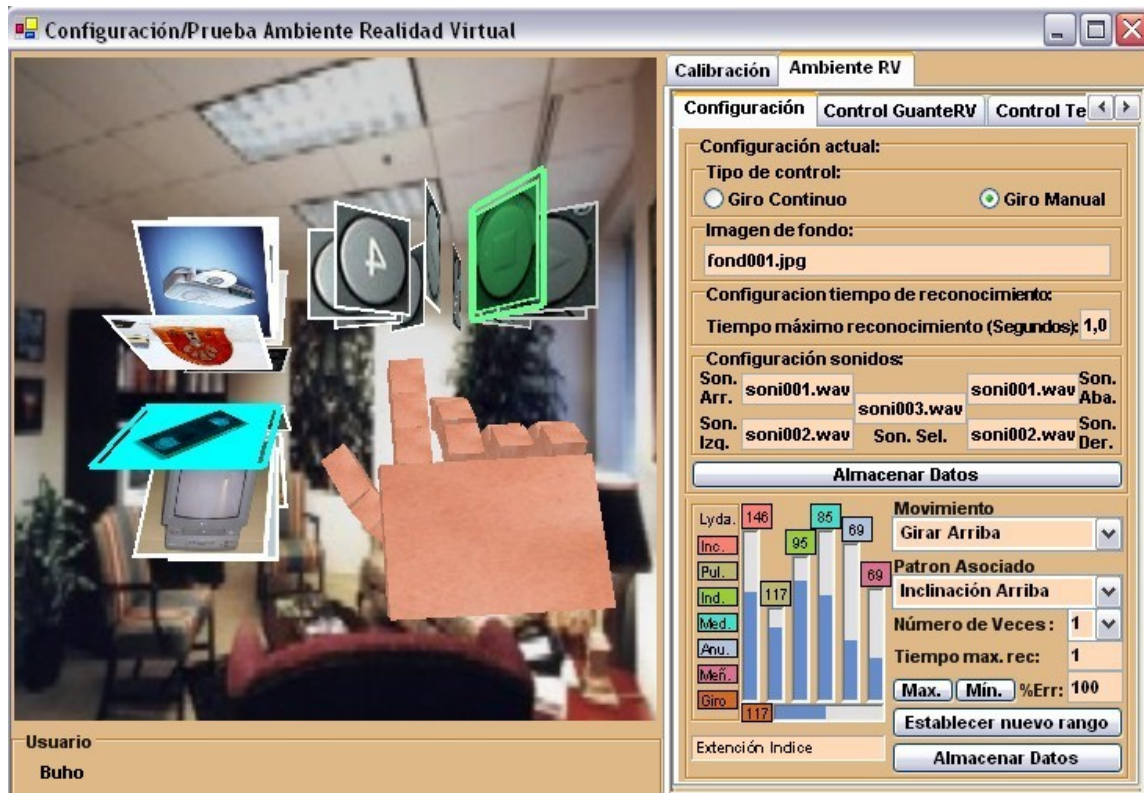 Configuración/Prueba Ambiente Realidad Virtual
Calibración Ambiente RV
Configuración Control GuanteRV Control Te
Configuración actual:
Tipo de control:
Giro Continuo Giro Manual
Imagen de fondo:
fond001.jpg
Configuracion tiempo de reconocimiento:
Tiempo máximo reconocimiento (Segundos): 1,0
Configuración sonidos:
Son. Arr. soni001.wav soni001.wav Son. Aba.
soni003.wav
Son. Izq. soni002.wav Son. Sel. soni002.wav Son. Der.
Almacenar Datos
Lyda. 146 85
Inc. 95 69
Pul. 117 69
Ind.
Med.
Anu.
Meñ.
Giro 117
Extención Indice
Movimiento
Girar Arriba
Patron Asociado
Inclinación Arriba
Número de Veces : 1
Tiempo max. rec: 1
Max. Mín. %Err: 100
Establecer nuevo rango
Almacenar Datos
4
Usuario
Buho